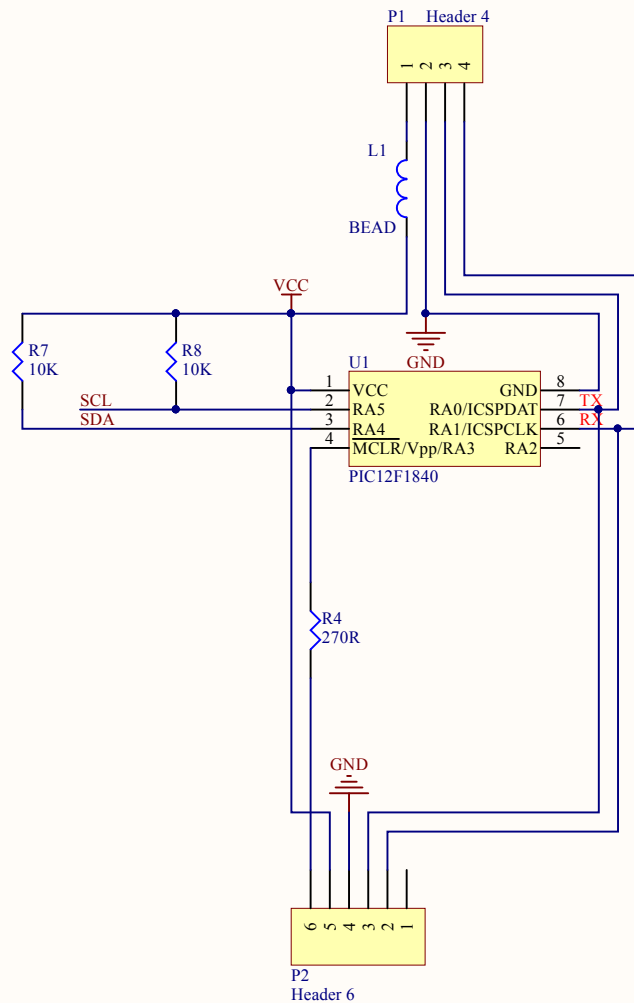 P1 Header 4
1 2 3 4
L1
BEAD
VCC
R7
10K
R8
10K
GND
U1
SCL
SDA
1 VCC GND 8
2 RA5 RA0/ICSPDAT 7 TX
3 RA4 RA1/ICSPCLK 6 RX
4 MCLR/Vpp/RA3 RA2 5
PIC12F1840
R4
270R
GND
6 5 4 3 2 1
P2
Header 6